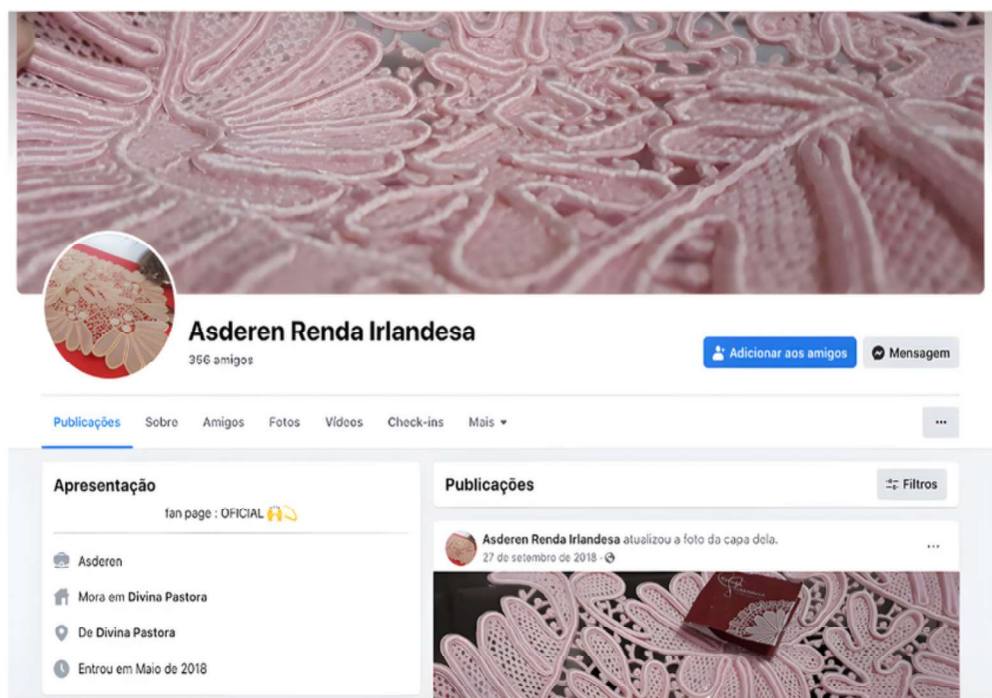 Asderen Renda Irlandesa
356 amigos
Adicionar aos amigos
Mensagem
Publicações Sobre Amigos Fotos Vídeos Check-ins Mais
Apresentação
fan page : OFICIAL
Asderen
Mora em Divina Pastora
De Divina Pastora
Entrou em Maio de 2018
Publicações
Filtros
Asderen Renda Irlandesa atualizou a foto da capa dela.
27 de setembro de 2018